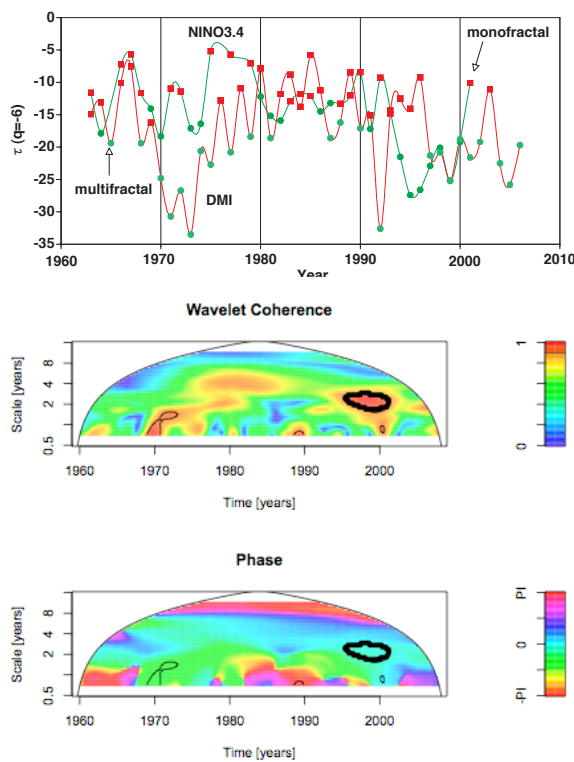 0
-5
-10
-15
-20
-25
-30
-35
τ (q=-6)
NINO3.4
monofractal
multifractal
DMI
1960 1970 1980 1990 2000 2010
Year
Wavelet Coherence
Scale [years]
0.5 2 4 8
1960 1970 1980 1990 2000
Time [years]
0 1
Phase
Scale [years]
0.5 2 4 8
1960 1970 1980 1990 2000
Time [years]
-PI 0 PI